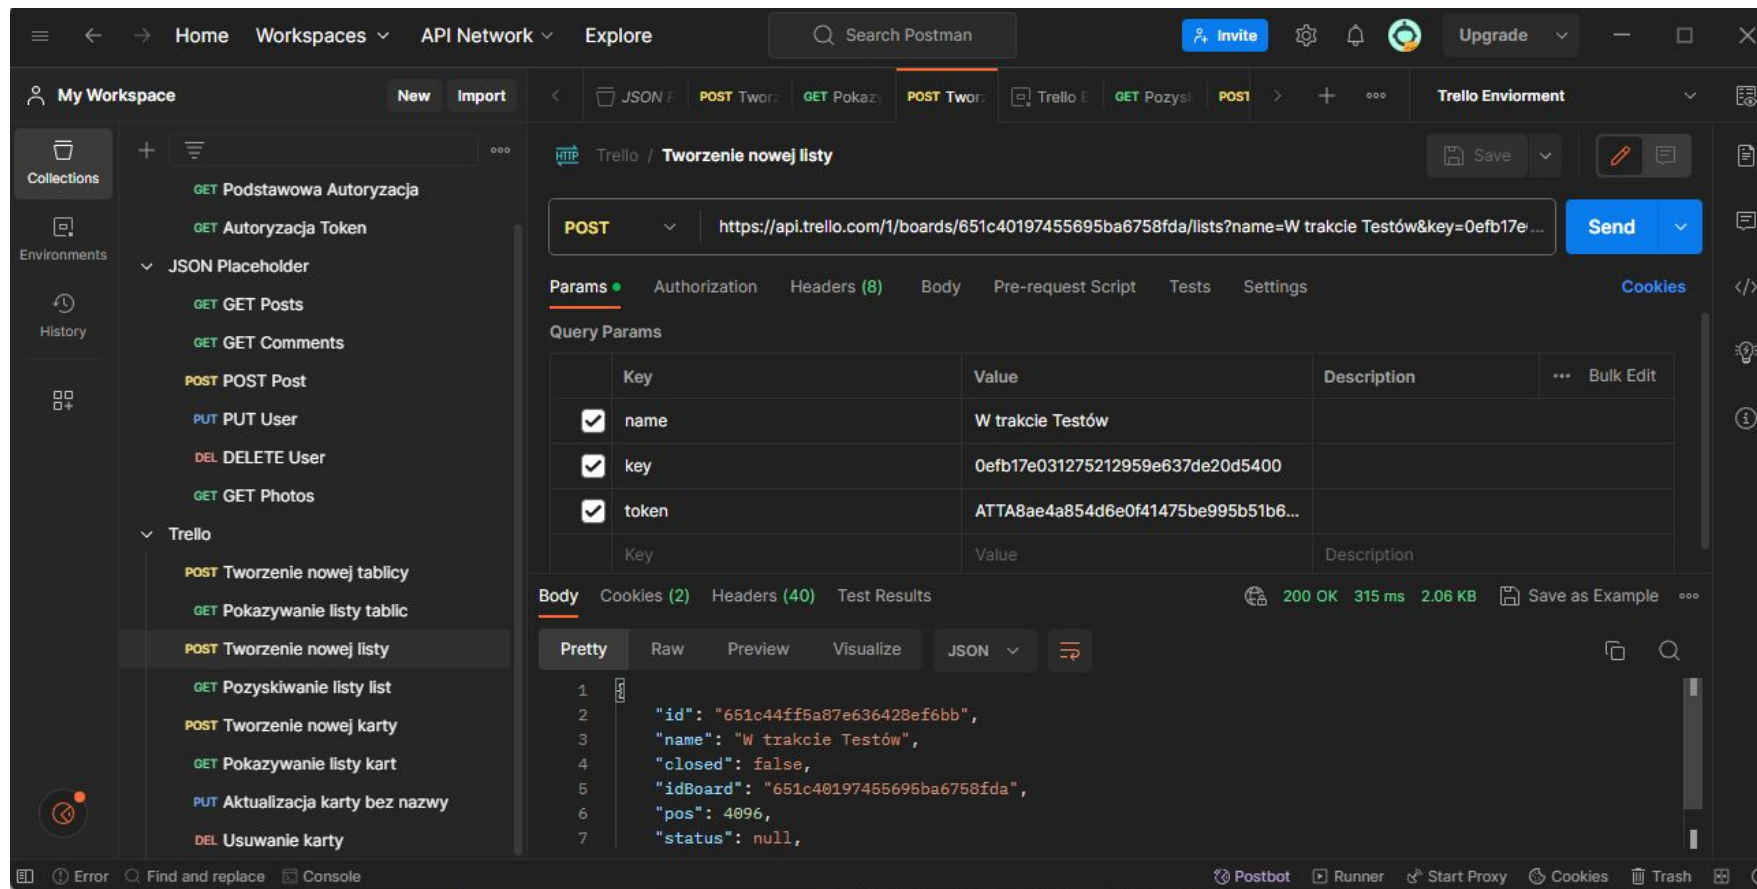 Home Workspaces API Network Explore Search Postman Invite Upgrade
My Workspace New Import JSON P POST Twor GET Pokaz POST Twor Trello E GET Pozysk POST Trello Enviorment
Collections
Environments
History
GET Podstawowa Autoryzacja
GET Autoryzacja Token
JSON Placeholder
GET GET Posts
GET GET Comments
POST POST Post
PUT PUT User
DEL DELETE User
GET GET Photos
Trello
POST Tworzenie nowej tablicy
GET Pokazywanie listy tablic
POST Tworzenie nowej listy
GET Pozyskiwanie listy list
POST Tworzenie nowej karty
GET Pokazywanie listy kart
PUT Aktualizacja karty bez nazwy
DEL Usuwanie karty
HTTP Trello / Tworzenie nowej listy Save
POST https://api.trello.com/1/boards/651c40197455695ba6758fda/lists?name=W trakcie Testów&key=0efb17e... Send
Params Authorization Headers (8) Body Pre-request Script Tests Settings Cookies
Query Params
Key Value Description Bulk Edit
name W trakcie Testów
key 0efb17e031275212959e637de20d5400
token ATTA8ae4a854d6e0f41475be995b51b6...
Key Value Description
Body Cookies (2) Headers (40) Test Results 200 OK 315 ms 2.06 KB Save as Example
Pretty Raw Preview Visualize JSON
1 {
2 "id": "651c44ff5a87e636428ef6bb",
3 "name": "W trakcie Testów",
4 "closed": false,
5 "idBoard": "651c40197455695ba6758fda",
6 "pos": 4096,
7 "status": null,
Error Find and replace Console Postbot Runner Start Proxy Cookies Trash